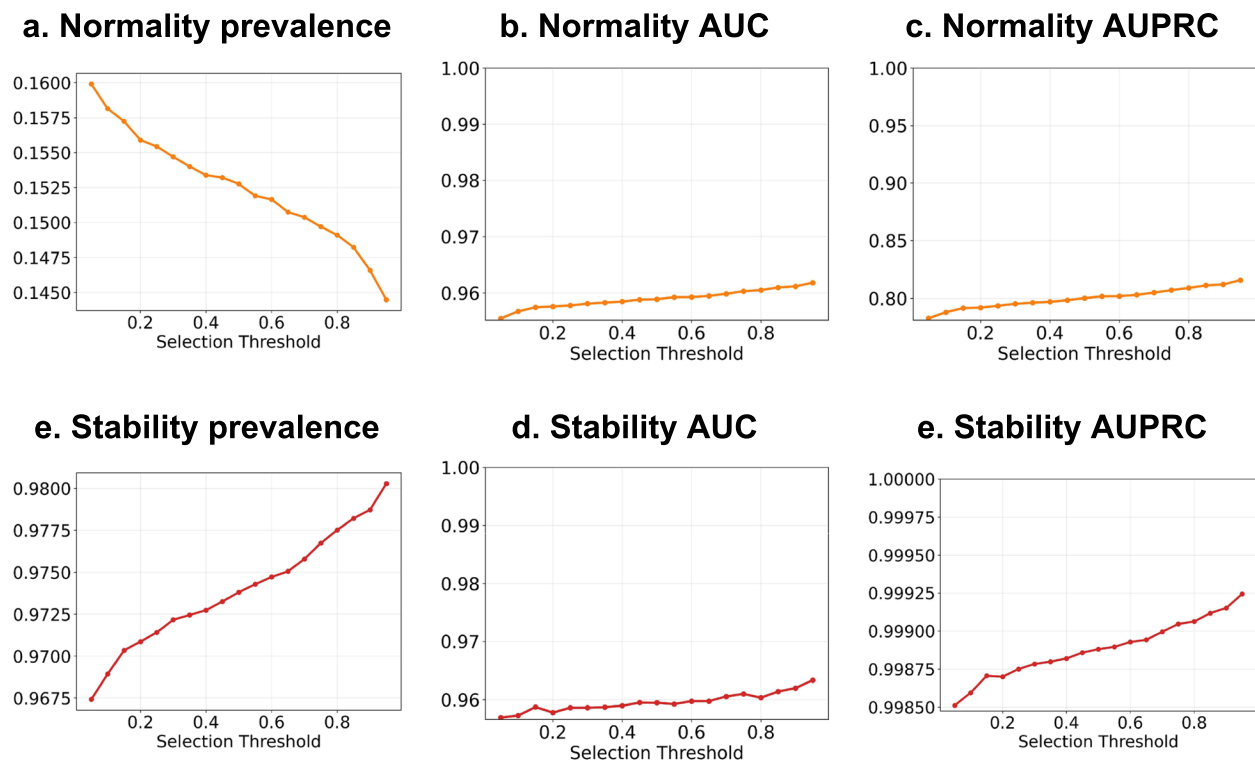 a. Normality prevalence
b. Normality AUC
c. Normality AUPRC
0.1600
0.1575
0.1550
0.1525
0.1500
0.1475
0.1450
0.2 0.4 0.6 0.8
Selection Threshold
1.00
0.99
0.98
0.97
0.96
0.2 0.4 0.6 0.8
Selection Threshold
1.00
0.95
0.90
0.85
0.80
0.2 0.4 0.6 0.8
Selection Threshold
e. Stability prevalence
d. Stability AUC
e. Stability AUPRC
0.9800
0.9775
0.9750
0.9725
0.9700
0.9675
0.2 0.4 0.6 0.8
Selection Threshold
1.00
0.99
0.98
0.97
0.96
0.2 0.4 0.6 0.8
Selection Threshold
1.00000
0.99975
0.99950
0.99925
0.99900
0.99875
0.99850
0.2 0.4 0.6 0.8
Selection Threshold